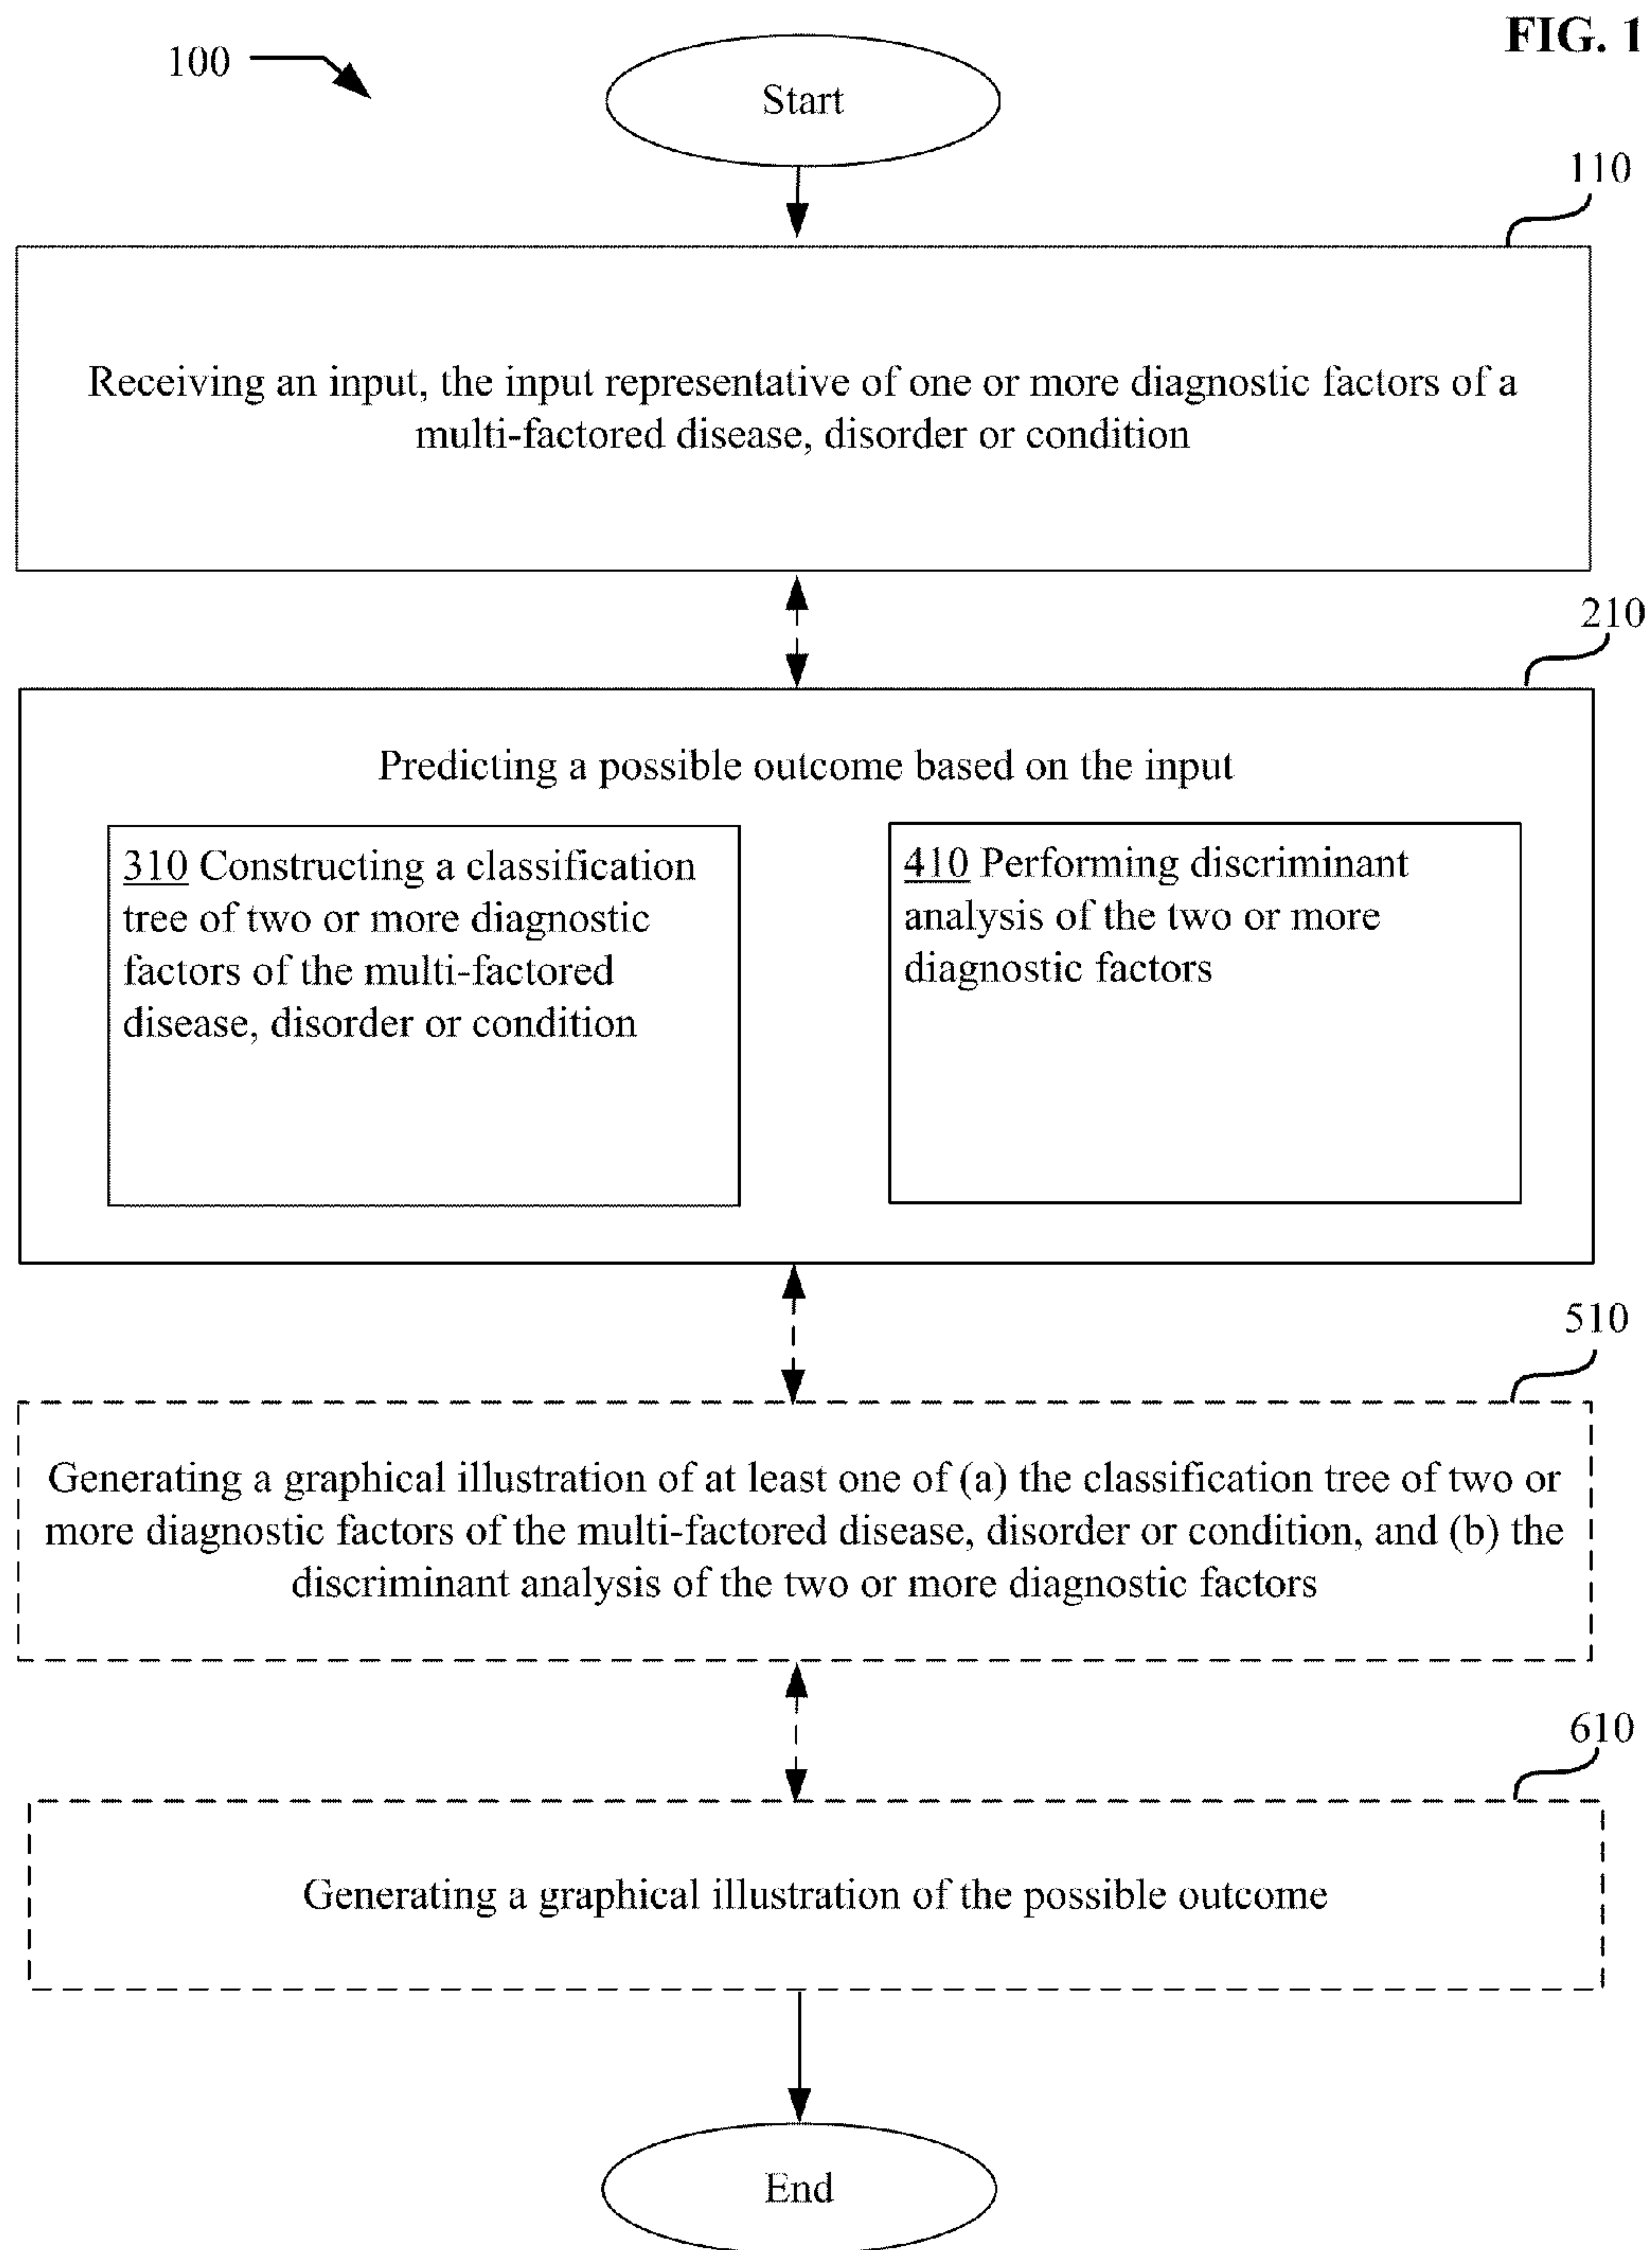 FIG. 1
100
Start
110
Receiving an input, the input representative of one or more diagnostic factors of a
multi-factored disease, disorder or condition
210
Predicting a possible outcome based on the input
310 Constructing a classification
tree of two or more diagnostic
factors of the multi-factored
disease, disorder or condition
410 Performing discriminant
analysis of the two or more
diagnostic factors
510
Generating a graphical illustration of at least one of (a) the classification tree of two or
more diagnostic factors of the multi-factored disease, disorder or condition, and (b) the
discriminant analysis of the two or more diagnostic factors
610
Generating a graphical illustration of the possible outcome
End